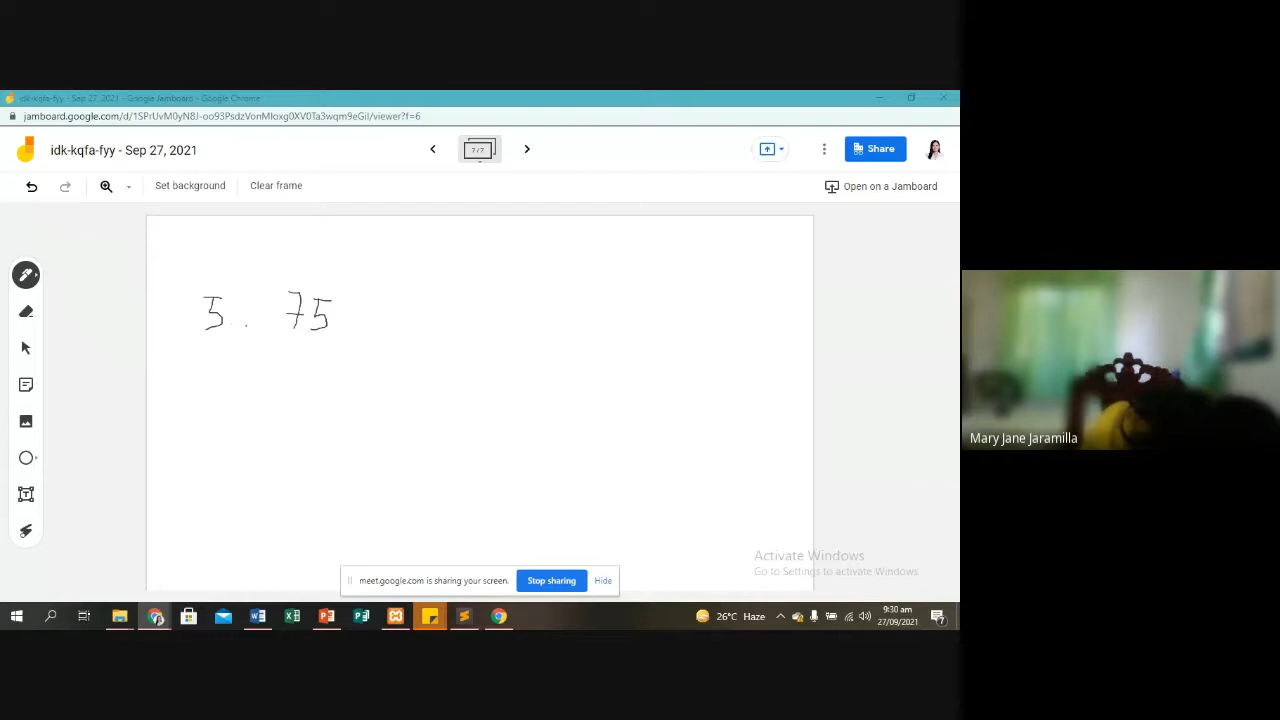 idk-kqfa-fyy - Sep 27, 2021 - Google Jamboard - Google Chrome
jamboard.google.com/d/1SPrUvM0yN8J-oo93PsdzVonMIoxg0XV0Ta3wqm9eGiI/viewer?f=6
idk-kqfa-fyy - Sep 27, 2021
7 / 7
Share
Set background
Clear frame
Open on a Jamboard
5.. 75
Mary Jane Jaramilla
Activate Windows
Go to Settings to activate Windows.
meet.google.com is sharing your screen.
Stop sharing
Hide
26°C Haze
9:30 am
27/09/2021
7